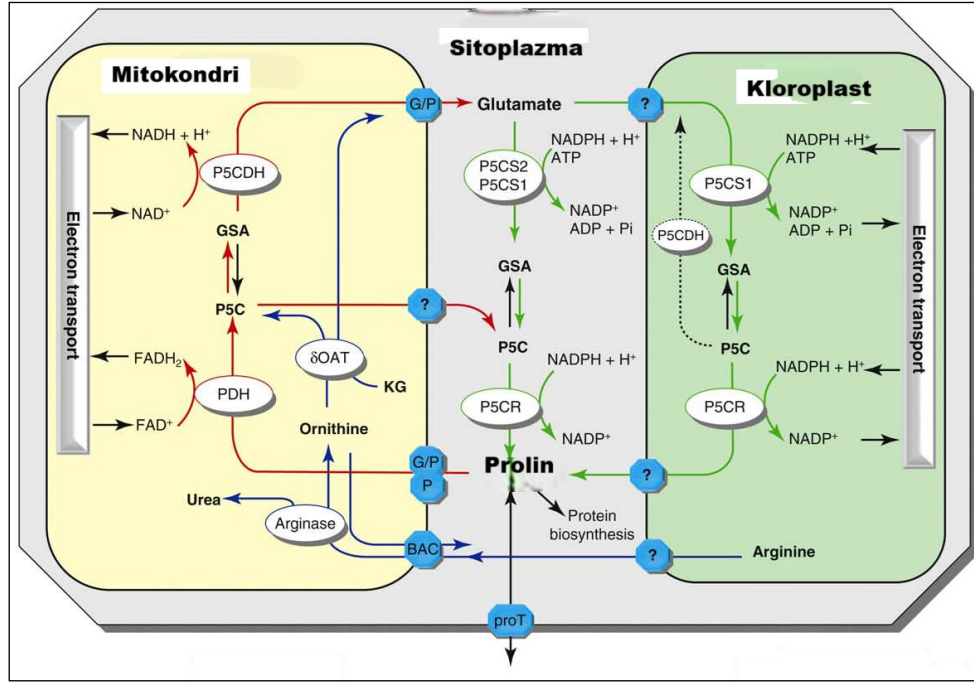 Sitoplazma
Mitokondri
Kloroplast
G/P
Glutamate
?
NADH + H⁺
P5CDH
NAD⁺
GSA
P5C
FADH₂
PDH
FAD⁺
Electron transport
?
δOAT
KG
Ornithine
Urea
Arginase
G/P
P
BAC
NADPH + H⁺
ATP
P5CS2
P5CS1
NADP⁺
ADP + Pi
GSA
P5C
NADPH + H⁺
P5CR
NADP⁺
Prolin
Protein
biosynthesis
proT
P5CDH
NADPH +H⁺
ATP
P5CS1
NADP⁺
ADP + Pi
GSA
P5C
NADPH + H⁺
P5CR
NADP⁺
?
Electron transport
?
Arginine